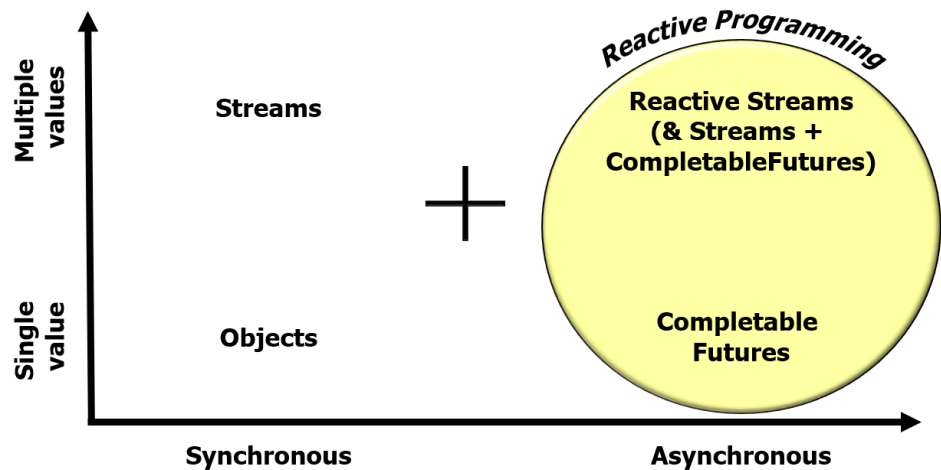 Reactive Programming
Multiple
values
Streams
Reactive Streams
(& Streams +
CompletableFutures)
Single
value
Objects
Completable
Futures
Synchronous
Asynchronous